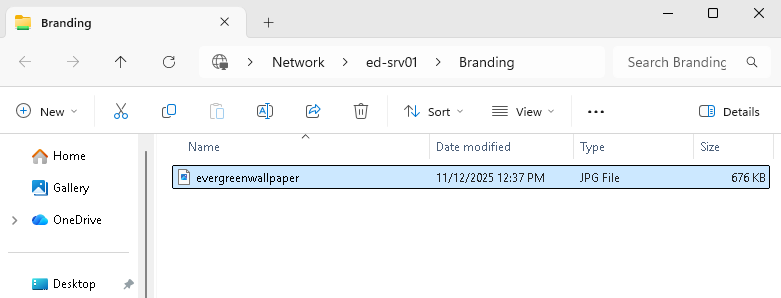 Branding
Network ed-srv01 Branding Search Branding
New Sort View Details
Name Date modified Type Size
Home
evergreenwallpaper 11/12/2025 12:37 PM JPG File 676 KB
Gallery
OneDrive
Desktop